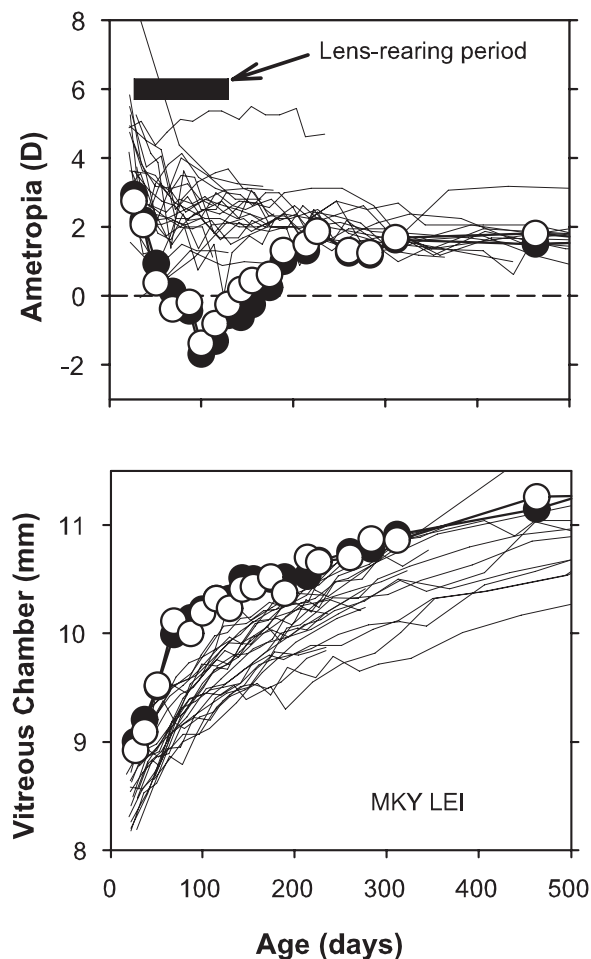 8
6
4
2
0
-2
Ametropia (D)
Lens-rearing period
11
10
9
8
Vitreous Chamber (mm)
MKY LEI
0 100 200 300 400 500
Age (days)